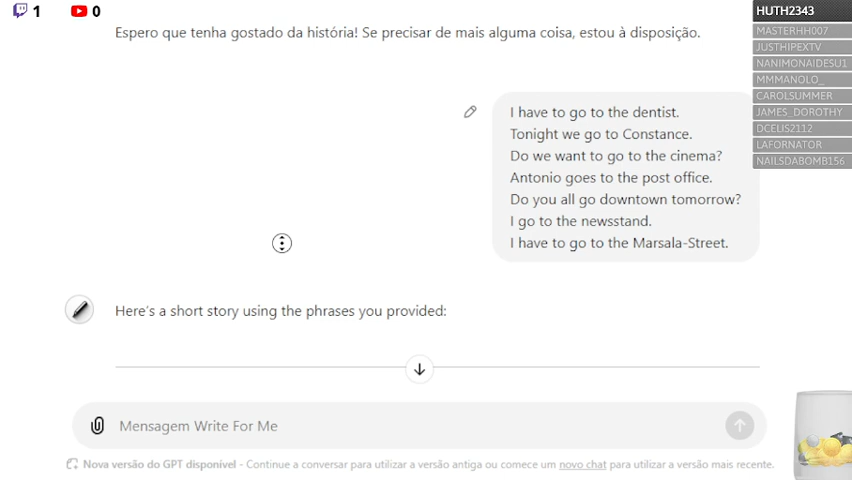 1
0
HUTH2343
MASTERHH007
JUSTHIPEXTV
NANIMONAIDESU1
MMMANOLO_
CAROLSUMMER
JAMES_DOROTHY
DCELIS2112
LAFORNATOR
NAILSDABOMB156
Espero que tenha gostado da história! Se precisar de mais alguma coisa, estou à disposição.
I have to go to the dentist.
Tonight we go to Constance.
Do we want to go to the cinema?
Antonio goes to the post office.
Do you all go downtown tomorrow?
I go to the newsstand.
I have to go to the Marsala-Street.
Here's a short story using the phrases you provided:
Mensagem Write For Me
Nova versão do GPT disponível - Continue a conversar para utilizar a versão antiga ou comece um novo chat para utilizar a versão mais recente.